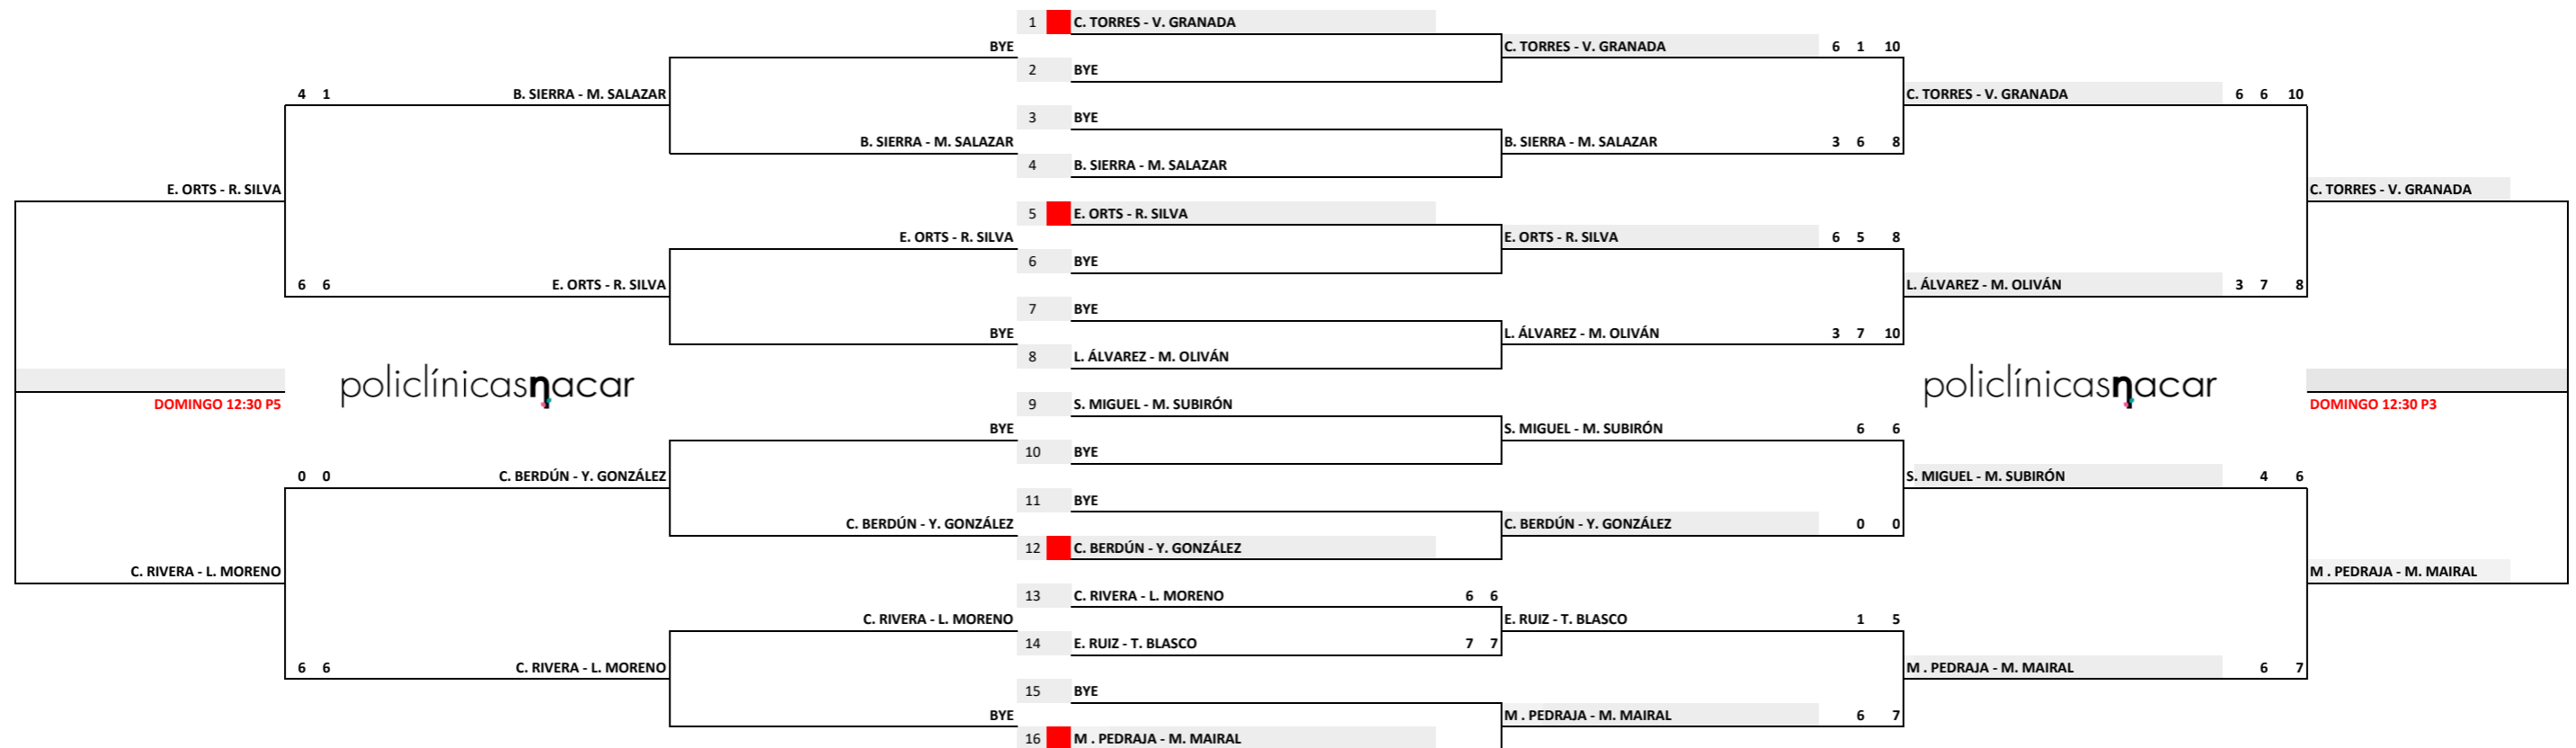 1 C. TORRES - V. GRANADA
BYE C. TORRES - V. GRANADA 6 1 10
2 BYE
4 1 B. SIERRA - M. SALAZAR C. TORRES - V. GRANADA 6 6 10
3 BYE
B. SIERRA - M. SALAZAR B. SIERRA - M. SALAZAR 3 6 8
4 B. SIERRA - M. SALAZAR
E. ORTS - R. SILVA C. TORRES - V. GRANADA
5 E. ORTS - R. SILVA
E. ORTS - R. SILVA E. ORTS - R. SILVA 6 5 8
6 BYE
6 6 E. ORTS - R. SILVA L. ÁLVAREZ - M. OLIVÁN 3 7 8
7 BYE
BYE L. ÁLVAREZ - M. OLIVÁN 3 7 10
8 L. ÁLVAREZ - M. OLIVÁN
policlínicasnacar policlínicasnacar
DOMINGO 12:30 P5 9 S. MIGUEL - M. SUBIRÓN DOMINGO 12:30 P3
BYE S. MIGUEL - M. SUBIRÓN 6 6
10 BYE
0 0 C. BERDÚN - Y. GONZÁLEZ S. MIGUEL - M. SUBIRÓN 4 6
11 BYE
C. BERDÚN - Y. GONZÁLEZ C. BERDÚN - Y. GONZÁLEZ 0 0
12 C. BERDÚN - Y. GONZÁLEZ
C. RIVERA - L. MORENO M . PEDRAJA - M. MAIRAL
13 C. RIVERA - L. MORENO 6 6
C. RIVERA - L. MORENO E. RUIZ - T. BLASCO 1 5
14 E. RUIZ - T. BLASCO 7 7
6 6 C. RIVERA - L. MORENO M . PEDRAJA - M. MAIRAL 6 7
15 BYE
BYE M . PEDRAJA - M. MAIRAL 6 7
16 M . PEDRAJA - M. MAIRAL